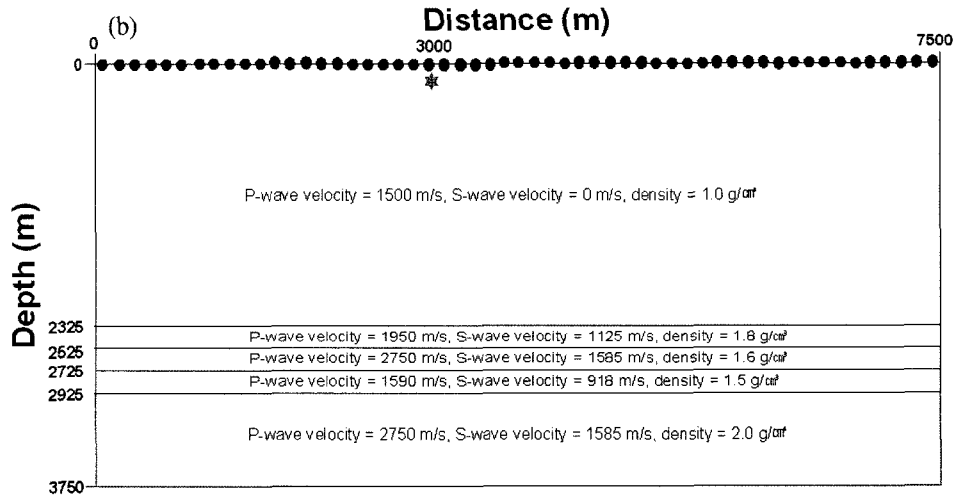 (b) Distance (m)
0 3000 7500
0
P-wave velocity = 1500 m/s, S-wave velocity = 0 m/s, density = 1.0 g/㎤
Depth (m)
2325
P-wave velocity = 1950 m/s, S-wave velocity = 1125 m/s, density = 1.8 g/㎤
2525
P-wave velocity = 2750 m/s, S-wave velocity = 1585 m/s, density = 1.6 g/㎤
2725
P-wave velocity = 1590 m/s, S-wave velocity = 918 m/s, density = 1.5 g/㎤
2925
P-wave velocity = 2750 m/s, S-wave velocity = 1585 m/s, density = 2.0 g/㎤
3750